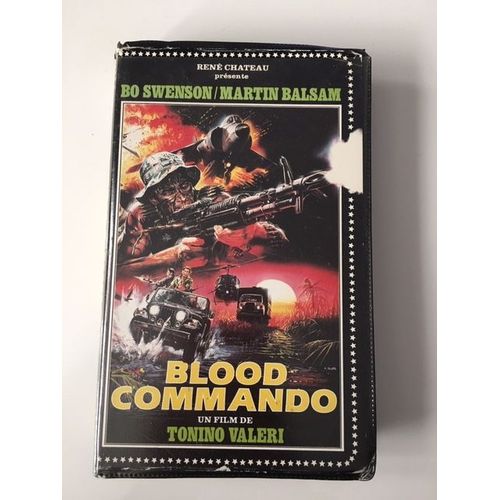 RENÉ CHATEAU
présente
BO SWENSON/MARTIN BALSAM
BLOOD
COMMANDO
UN FILM DE
TONINO VALERI